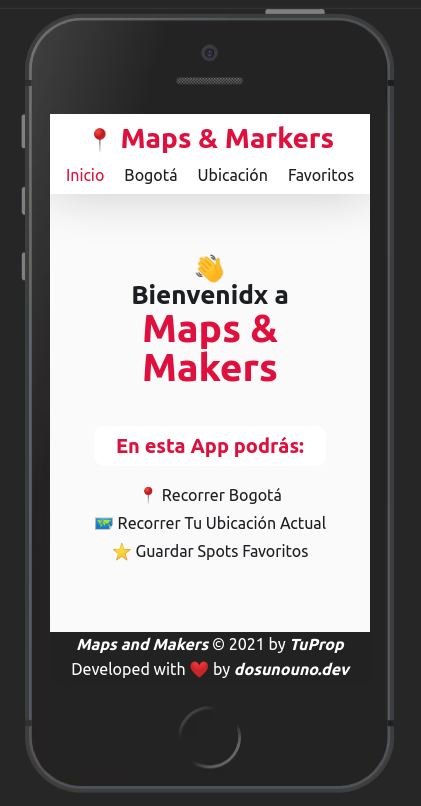 📍 Maps & Markers
Inicio Bogotá Ubicación Favoritos
👋
Bienvenidx a
Maps &
Makers
En esta App podrás:
📍 Recorrer Bogotá
🗺️ Recorrer Tu Ubicación Actual
⭐ Guardar Spots Favoritos
Maps and Makers © 2021 by TuProp
Developed with ❤️ by dosunouno.dev